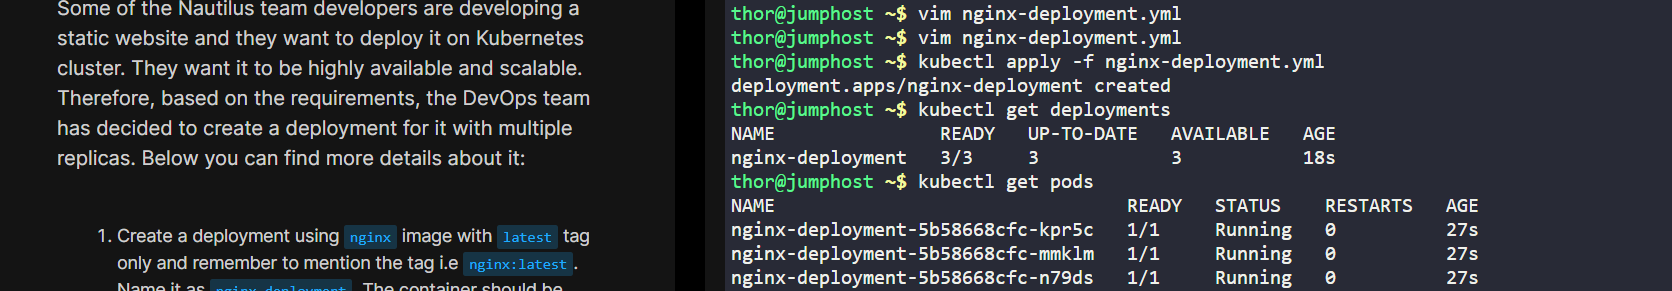 Some of the Nautilus team developers are developing a
static website and they want to deploy it on Kubernetes
cluster. They want it to be highly available and scalable.
Therefore, based on the requirements, the DevOps team
has decided to create a deployment for it with multiple
replicas. Below you can find more details about it:
1. Create a deployment using nginx image with latest tag
only and remember to mention the tag i.e nginx:latest.
Name it as nginx-deployment. The container should be
thor@jumphost ~$ vim nginx-deployment.yml
thor@jumphost ~$ vim nginx-deployment.yml
thor@jumphost ~$ kubectl apply -f nginx-deployment.yml
deployment.apps/nginx-deployment created
thor@jumphost ~$ kubectl get deployments
NAME READY UP-TO-DATE AVAILABLE AGE
nginx-deployment 3/3 3 3 18s
thor@jumphost ~$ kubectl get pods
NAME READY STATUS RESTARTS AGE
nginx-deployment-5b58668cfc-kpr5c 1/1 Running 0 27s
nginx-deployment-5b58668cfc-mmklm 1/1 Running 0 27s
nginx-deployment-5b58668cfc-n79ds 1/1 Running 0 27s